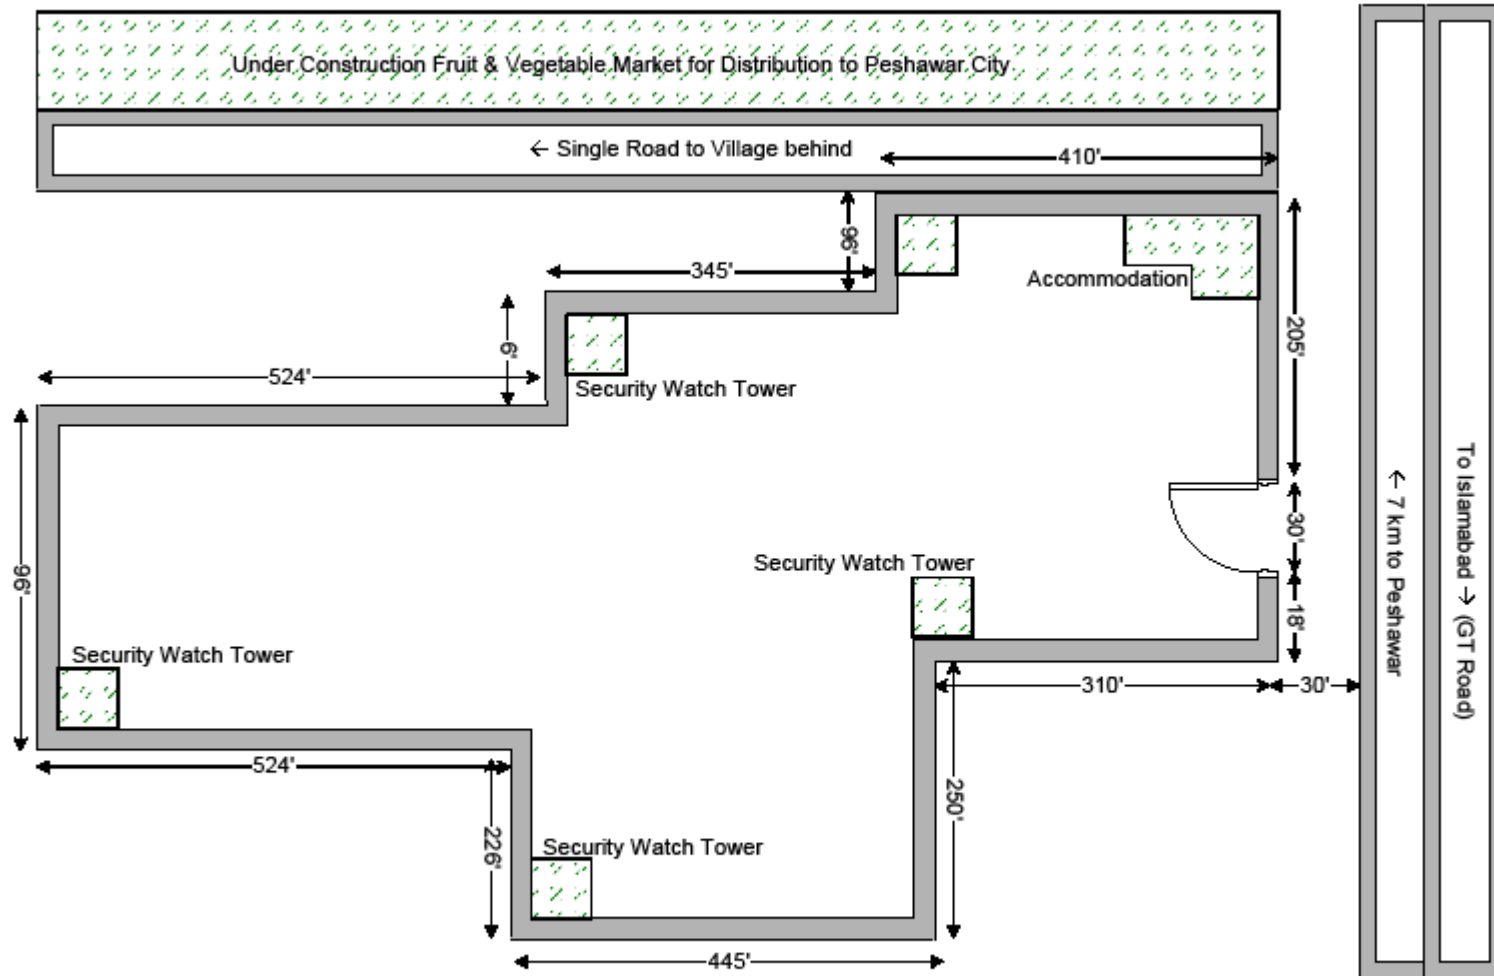 Under Construction Fruit & Vegetable Market for Distribution to Peshawar City
← Single Road to Village behind
410'
96'
345'
Accommodation
205'
6'
524'
Security Watch Tower
96'
30'
Security Watch Tower
18'
Security Watch Tower
310'
30'
524'
250'
226'
Security Watch Tower
445'
← 7 km to Peshawar
To Islamabad → (GT Road)